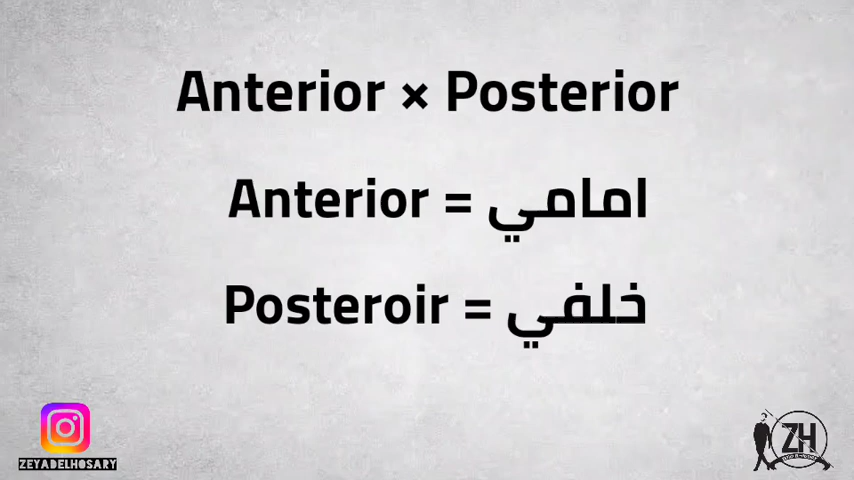 Anterior × Posterior
Anterior = امامي
Posteroir = خلفي
ZEYADELHOSARY
ZH